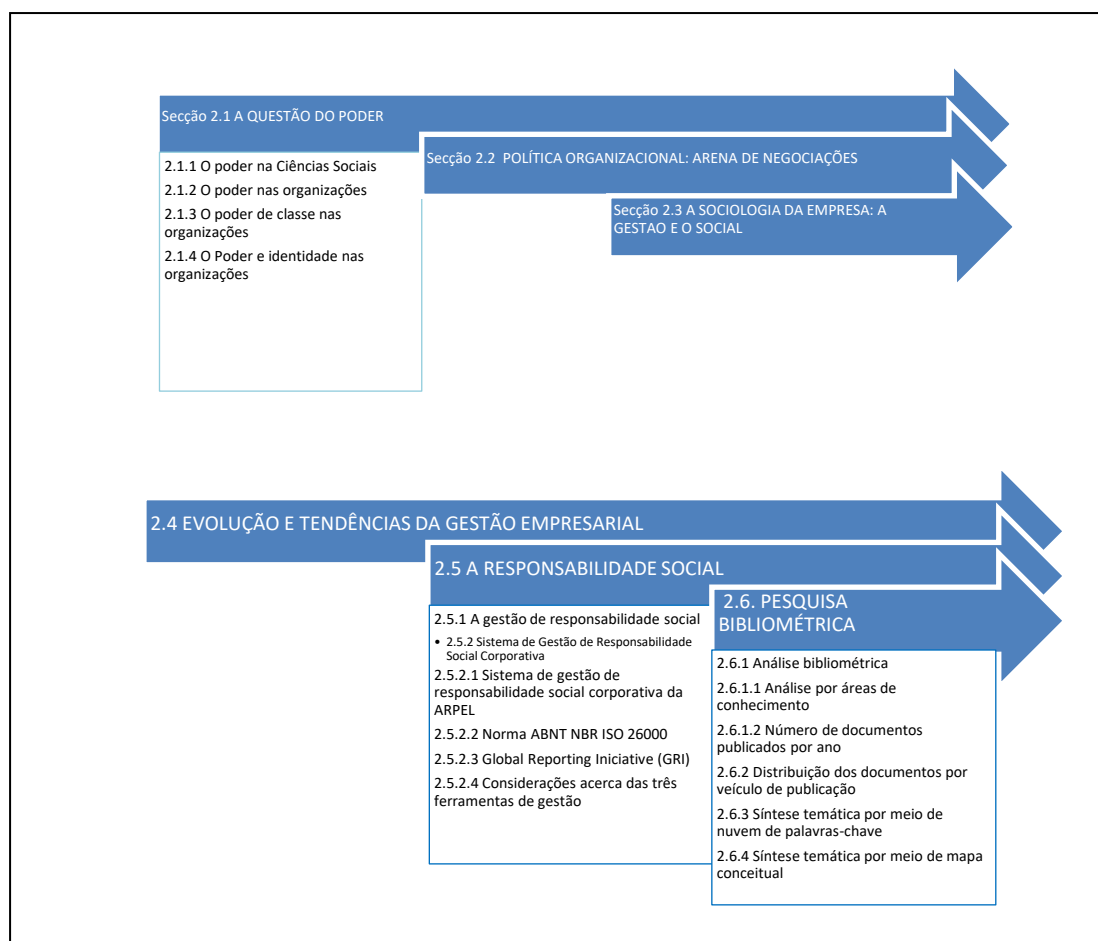 Secção 2.1 A QUESTÃO DO PODER
2.1.1 O poder na Ciências Sociais
2.1.2 O poder nas organizações
2.1.3 O poder de classe nas
organizações
2.1.4 O Poder e identidade nas
organizações
Secção 2.2 POLÍTICA ORGANIZACIONAL: ARENA DE NEGOCIAÇÕES
Secção 2.3 A SOCIOLOGIA DA EMPRESA: A
GESTAO E O SOCIAL
2.4 EVOLUÇÃO E TENDÊNCIAS DA GESTÃO EMPRESARIAL
2.5 A RESPONSABILIDADE SOCIAL
2.5.1 A gestão de responsabilidade social
• 2.5.2 Sistema de Gestão de Responsabilidade
Social Corporativa
2.5.2.1 Sistema de gestão de
responsabilidade social corporativa da
ARPEL
2.5.2.2 Norma ABNT NBR ISO 26000
2.5.2.3 Global Reporting Iniciative (GRI)
2.5.2.4 Considerações acerca das três
ferramentas de gestão
2.6. PESQUISA
BIBLIOMÉTRICA
2.6.1 Análise bibliométrica
2.6.1.1 Análise por áreas de
conhecimento
2.6.1.2 Número de documentos
publicados por ano
2.6.2 Distribuição dos documentos por
veículo de publicação
2.6.3 Síntese temática por meio de
nuvem de palavras-chave
2.6.4 Síntese temática por meio de mapa
conceitual